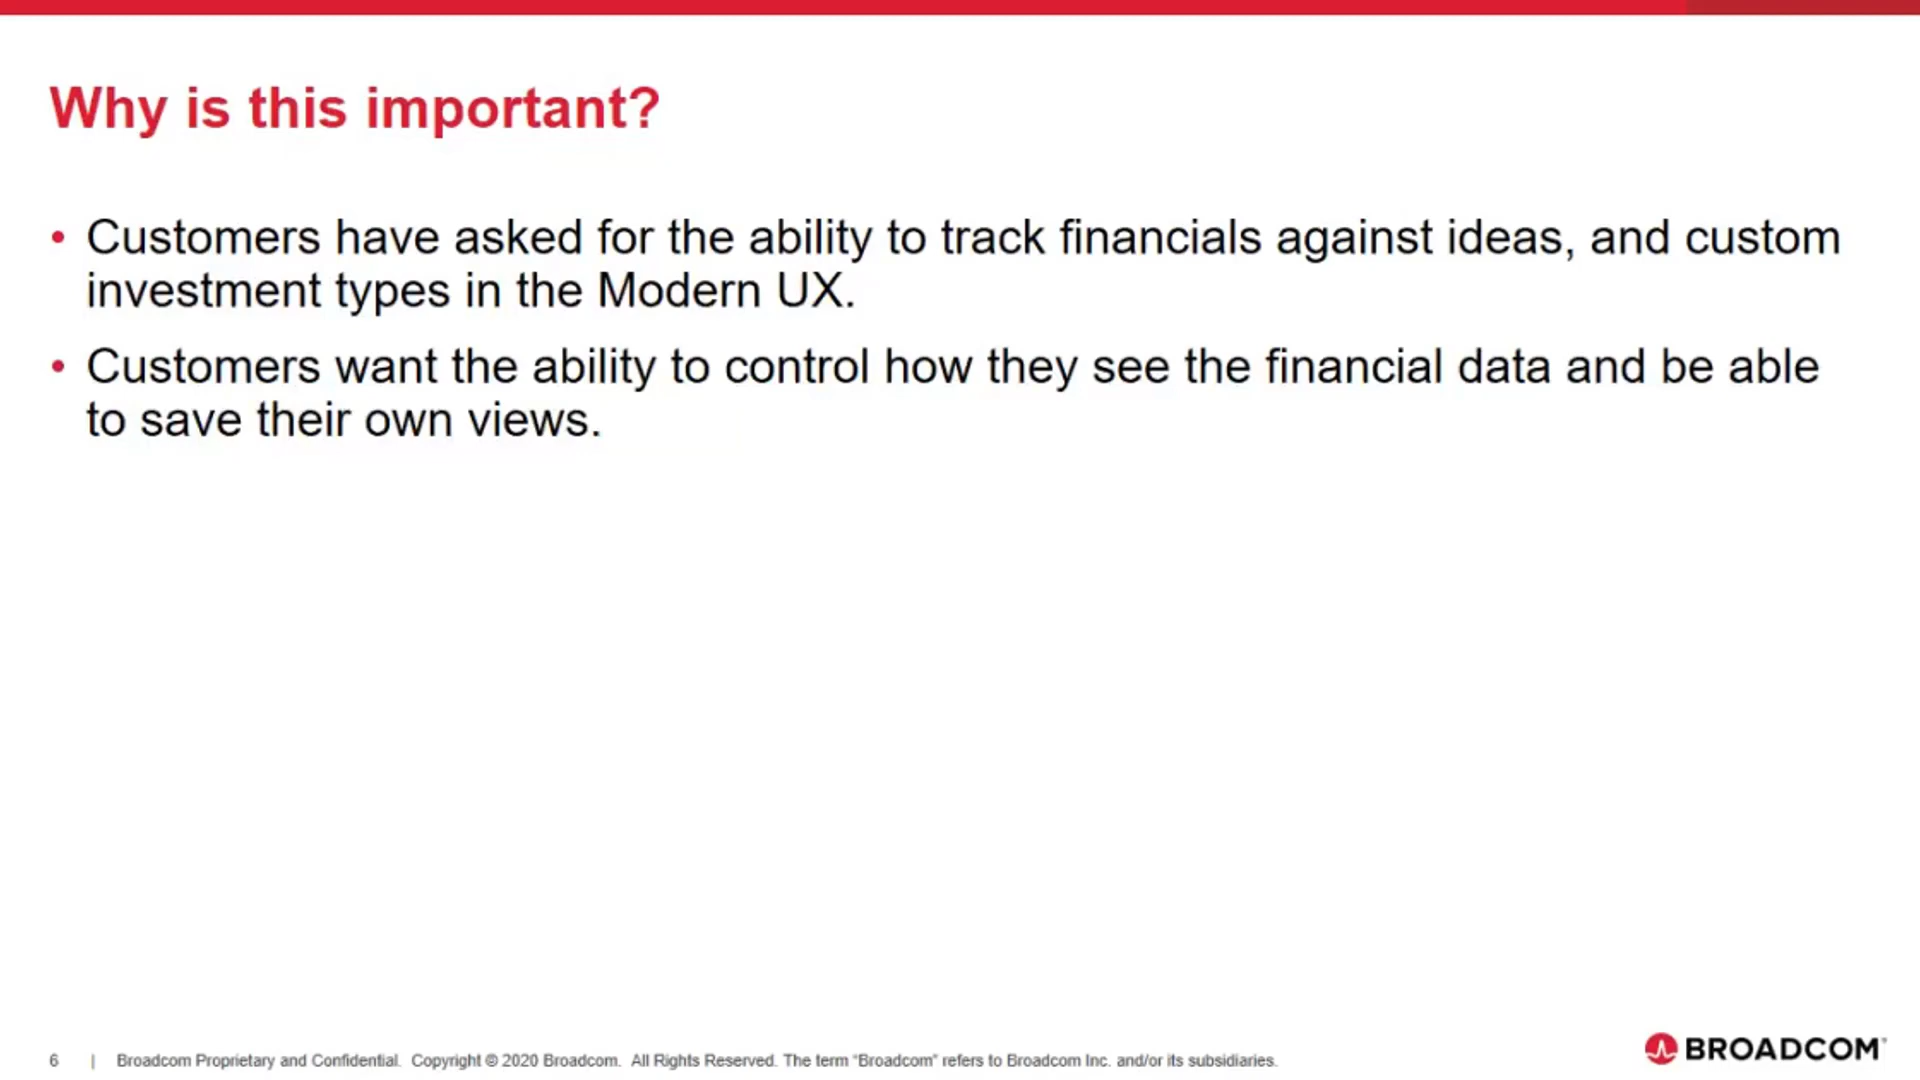 Why is this important?
• Customers have asked for the ability to track financials against ideas, and custom
investment types in the Modern UX.
• Customers want the ability to control how they see the financial data and be able
to save their own views.
6 | Broadcom Proprietary and Confidential. Copyright © 2020 Broadcom. All Rights Reserved. The term “Broadcom” refers to Broadcom Inc. and/or its subsidiaries.
BROADCOM